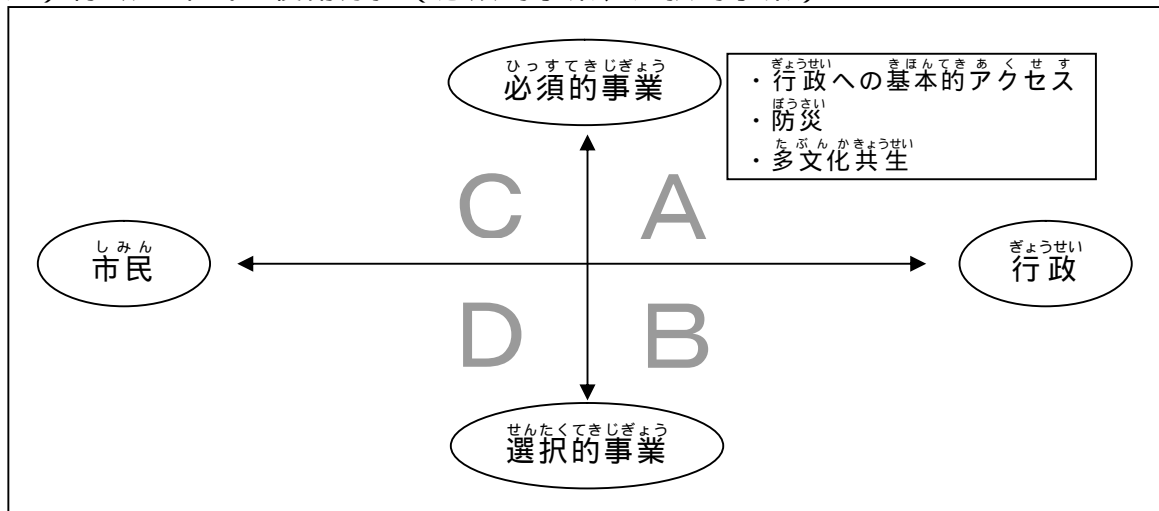 必須的事業
ひっすてきじぎょう
・行政への基本的アクセス
ぎょうせい きほんてきあくせす
・防災
ぼうさい
・多文化共生
たぶんかきょうせい
C
A
市民
しみん
行政
ぎょうせい
D
B
選択的事業
せんたくてきじぎょう